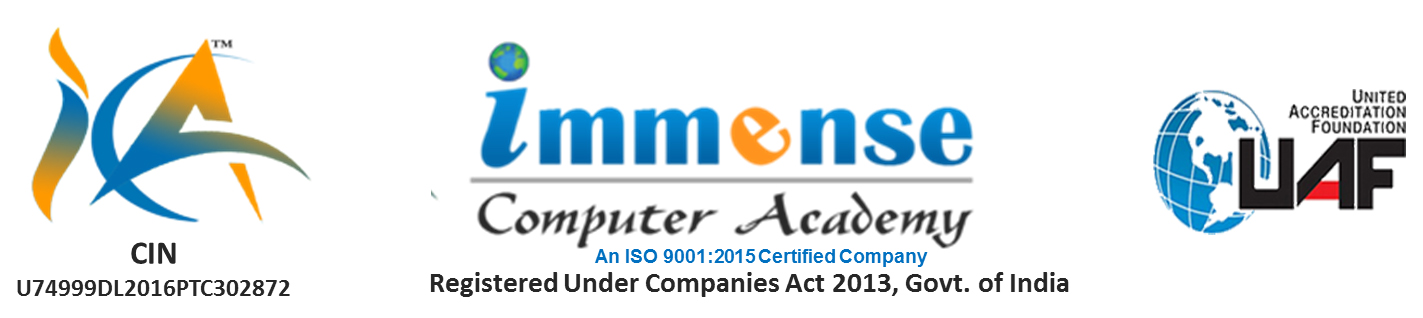 iCA™
CIN
U74999DL2016PTC302872
immense
Computer Academy
An ISO 9001:2015 Certified Company
Registered Under Companies Act 2013, Govt. of India
UNITED
ACCREDITATION
FOUNDATION
UAF